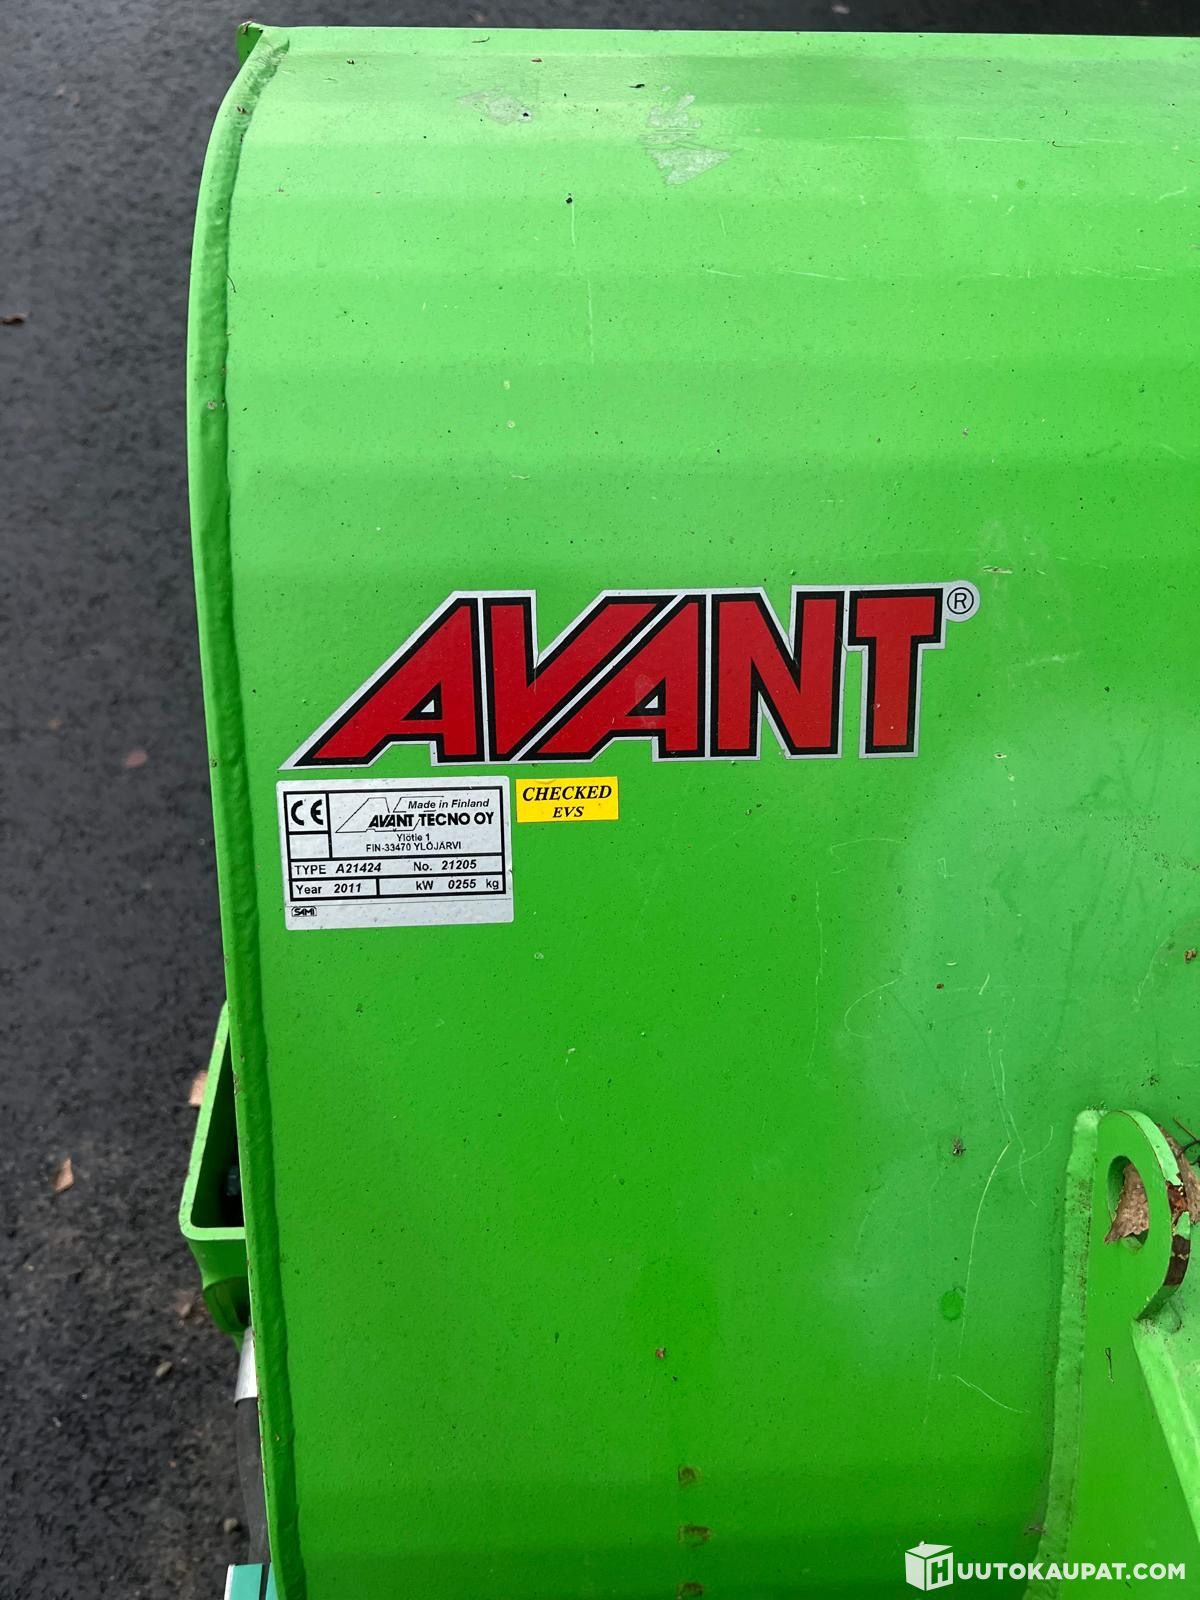 AVANT®
CE
Made in Finland
AVANT TECNO OY
Ylötie 1
FIN-33470 YLÖJÄRVI
TYPE A21424 No. 21205
Year 2011 kW 0255 kg
SAMI
CHECKED
EVS
HUUTOKAUPAT.COM